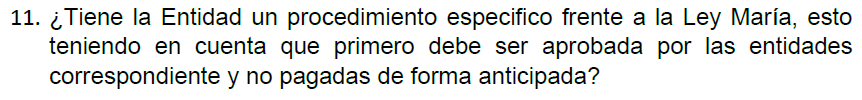 11. ¿Tiene la Entidad un procedimiento especifico frente a la Ley María, esto
teniendo en cuenta que primero debe ser aprobada por las entidades
correspondiente y no pagadas de forma anticipada?